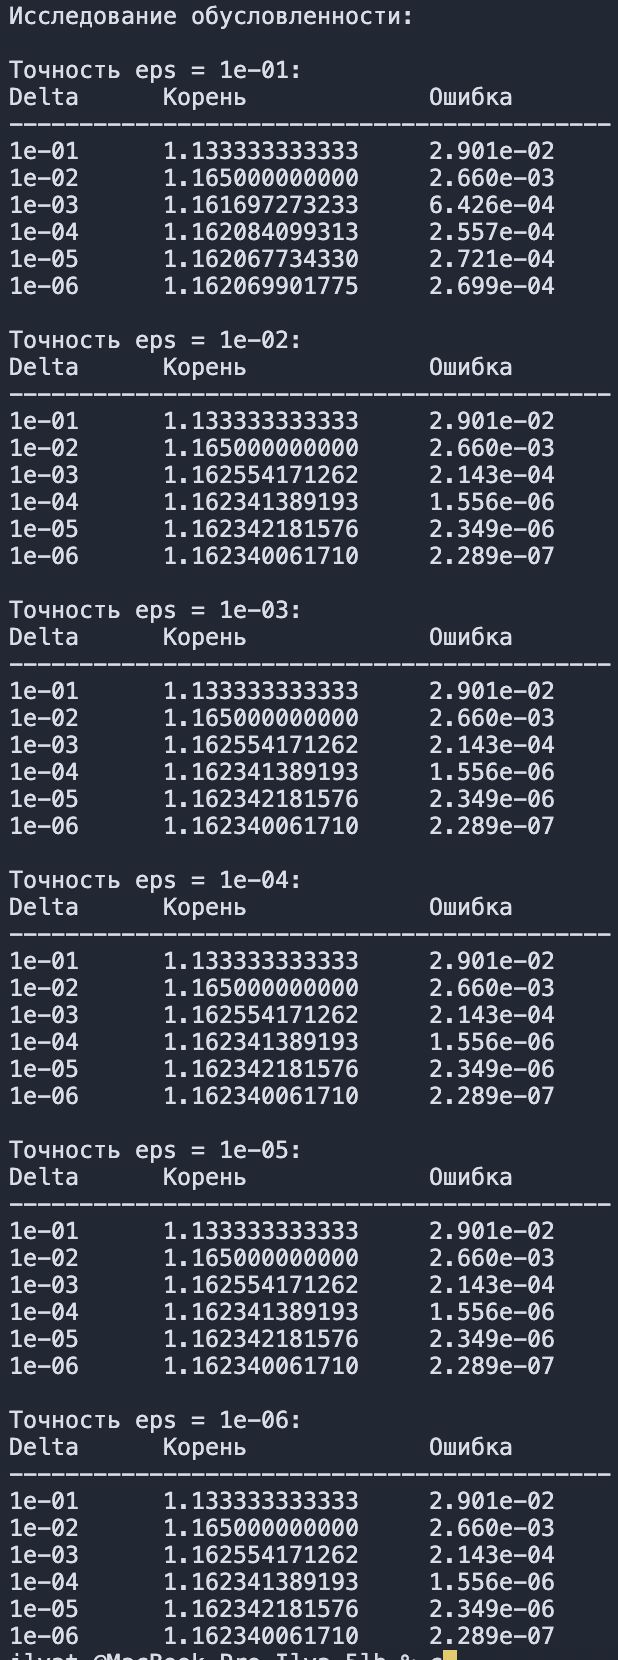 Исследование обусловленности:
Точность eps = 1e-01:
Delta Корень Ошибка
-------------------------------------------
1e-01 1.133333333333 2.901e-02
1e-02 1.165000000000 2.660e-03
1e-03 1.161697273233 6.426e-04
1e-04 1.162084099313 2.557e-04
1e-05 1.162067734330 2.721e-04
1e-06 1.162069901775 2.699e-04
Точность eps = 1e-02:
Delta Корень Ошибка
-------------------------------------------
1e-01 1.133333333333 2.901e-02
1e-02 1.165000000000 2.660e-03
1e-03 1.162554171262 2.143e-04
1e-04 1.162341389193 1.556e-06
1e-05 1.162342181576 2.349e-06
1e-06 1.162340061710 2.289e-07
Точность eps = 1e-03:
Delta Корень Ошибка
-------------------------------------------
1e-01 1.133333333333 2.901e-02
1e-02 1.165000000000 2.660e-03
1e-03 1.162554171262 2.143e-04
1e-04 1.162341389193 1.556e-06
1e-05 1.162342181576 2.349e-06
1e-06 1.162340061710 2.289e-07
Точность eps = 1e-04:
Delta Корень Ошибка
-------------------------------------------
1e-01 1.133333333333 2.901e-02
1e-02 1.165000000000 2.660e-03
1e-03 1.162554171262 2.143e-04
1e-04 1.162341389193 1.556e-06
1e-05 1.162342181576 2.349e-06
1e-06 1.162340061710 2.289e-07
Точность eps = 1e-05:
Delta Корень Ошибка
-------------------------------------------
1e-01 1.133333333333 2.901e-02
1e-02 1.165000000000 2.660e-03
1e-03 1.162554171262 2.143e-04
1e-04 1.162341389193 1.556e-06
1e-05 1.162342181576 2.349e-06
1e-06 1.162340061710 2.289e-07
Точность eps = 1e-06:
Delta Корень Ошибка
-------------------------------------------
1e-01 1.133333333333 2.901e-02
1e-02 1.165000000000 2.660e-03
1e-03 1.162554171262 2.143e-04
1e-04 1.162341389193 1.556e-06
1e-05 1.162342181576 2.349e-06
1e-06 1.162340061710 2.289e-07